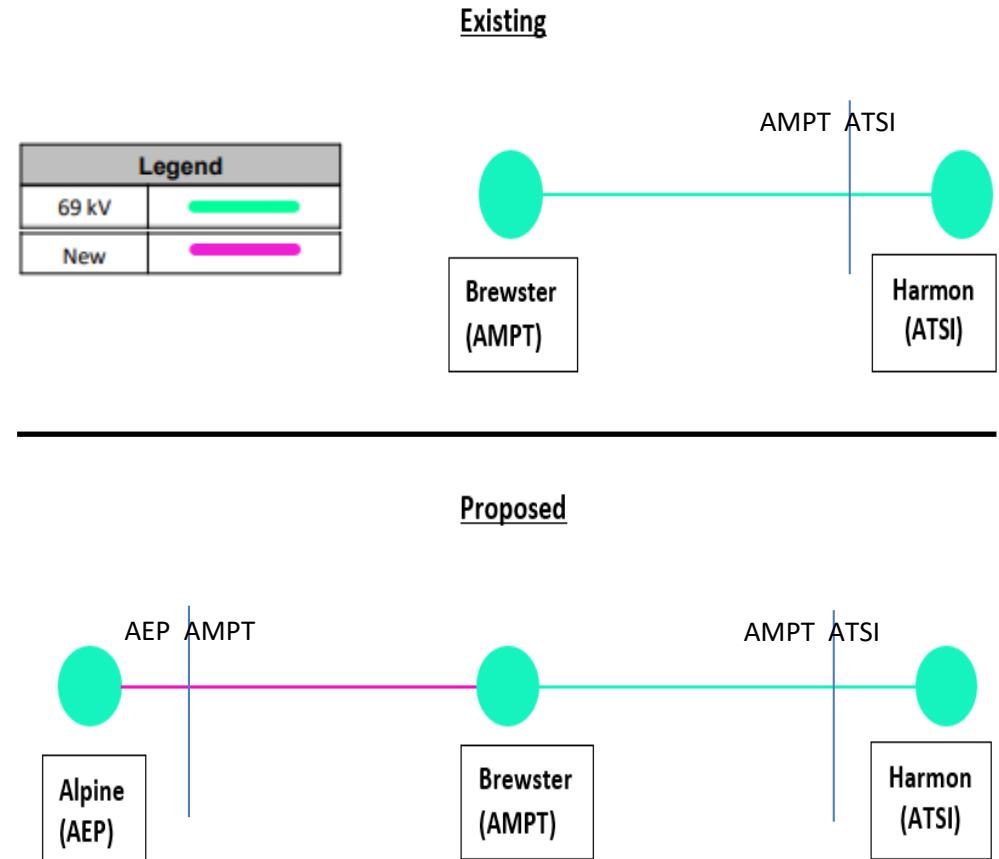 Existing
AMPT ATSI
Legend
69 kV
New
Brewster
(AMPT)
Harmon
(ATSI)
Proposed
AEP AMPT
AMPT ATSI
Alpine
(AEP)
Brewster
(AMPT)
Harmon
(ATSI)